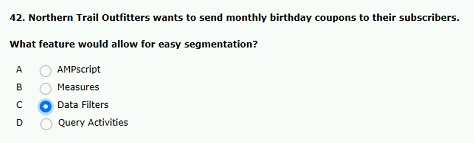 42. Northern Trail Outfitters wants to send monthly birthday coupons to their subscribers.
What feature would allow for easy segmentation?
A AMPscript
B Measures
C Data Filters
D Query Activities